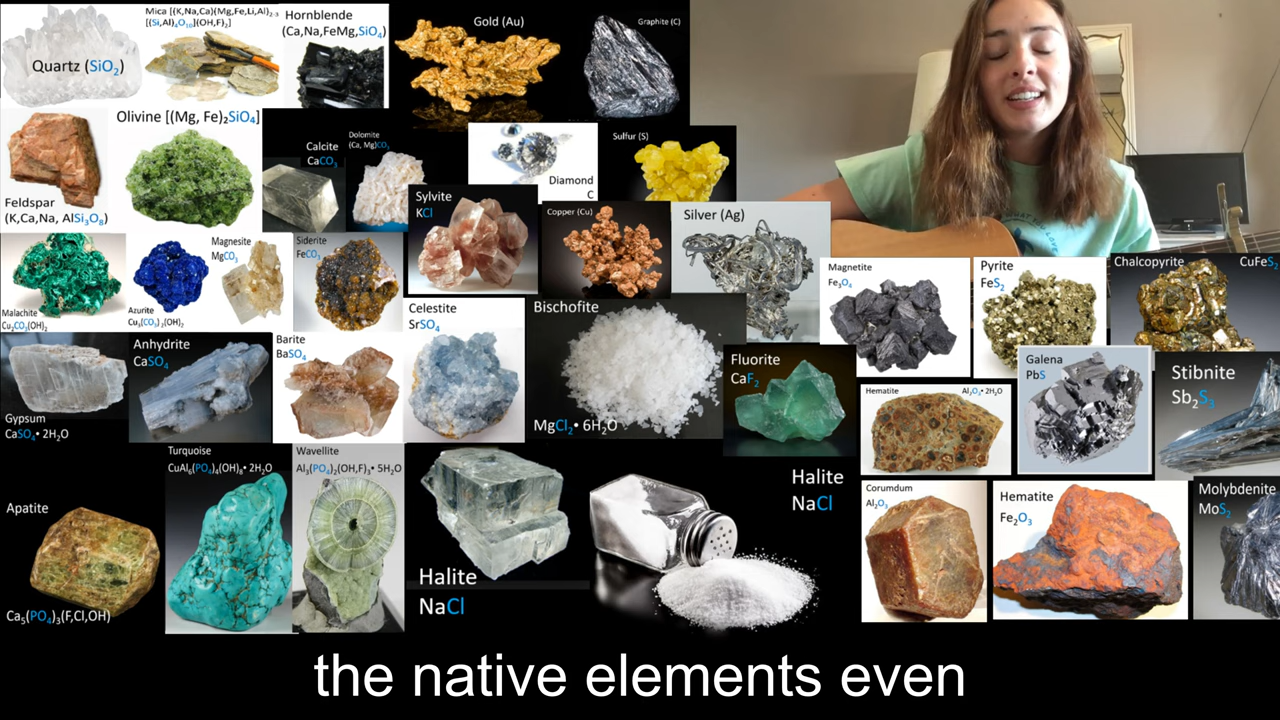 Quartz (SiO₂)
Mica [(K,Na,Ca)(Mg,Fe,Li,Al)₂₋₃
[(Si,Al)₄O₁₀](OH,F)₂]
Hornblende
(Ca,Na,FeMg,SiO₄)
Gold (Au)
Graphite (C)
Feldspar
(K,Ca,Na, AlSi₃O₈)
Olivine [(Mg, Fe)₂SiO₄]
Calcite
CaCO₃
Dolomite
(Ca, Mg)CO₃
Diamond
C
Sulfur (S)
Sylvite
KCl
Copper (Cu)
Silver (Ag)
Malachite
Cu₂CO₃(OH)₂
Azurite
Cu₃(CO₃)₂(OH)₂
Magnesite
MgCO₃
Siderite
FeCO₃
Celestite
SrSO₄
Bischofite
MgCl₂• 6H₂O
Magnetite
Fe₃O₄
Pyrite
FeS₂
Chalcopyrite
CuFeS₂
Gypsum
CaSO₄• 2H₂O
Anhydrite
CaSO₄
Barite
BaSO₄
Fluorite
CaF₂
Hematite
Al₂O₃• 2H₂O
Galena
PbS
Stibnite
Sb₂S₃
Apatite
Ca₅(PO₄)₃(F,Cl,OH)
Turquoise
CuAl₆(PO₄)₄(OH)₈• 2H₂O
Wavellite
Al₃(PO₄)₂(OH,F)₃• 5H₂O
Halite
NaCl
Halite
NaCl
Corumdum
Al₂O₃
Hematite
Fe₂O₃
Molybdenite
MoS₂
the native elements even